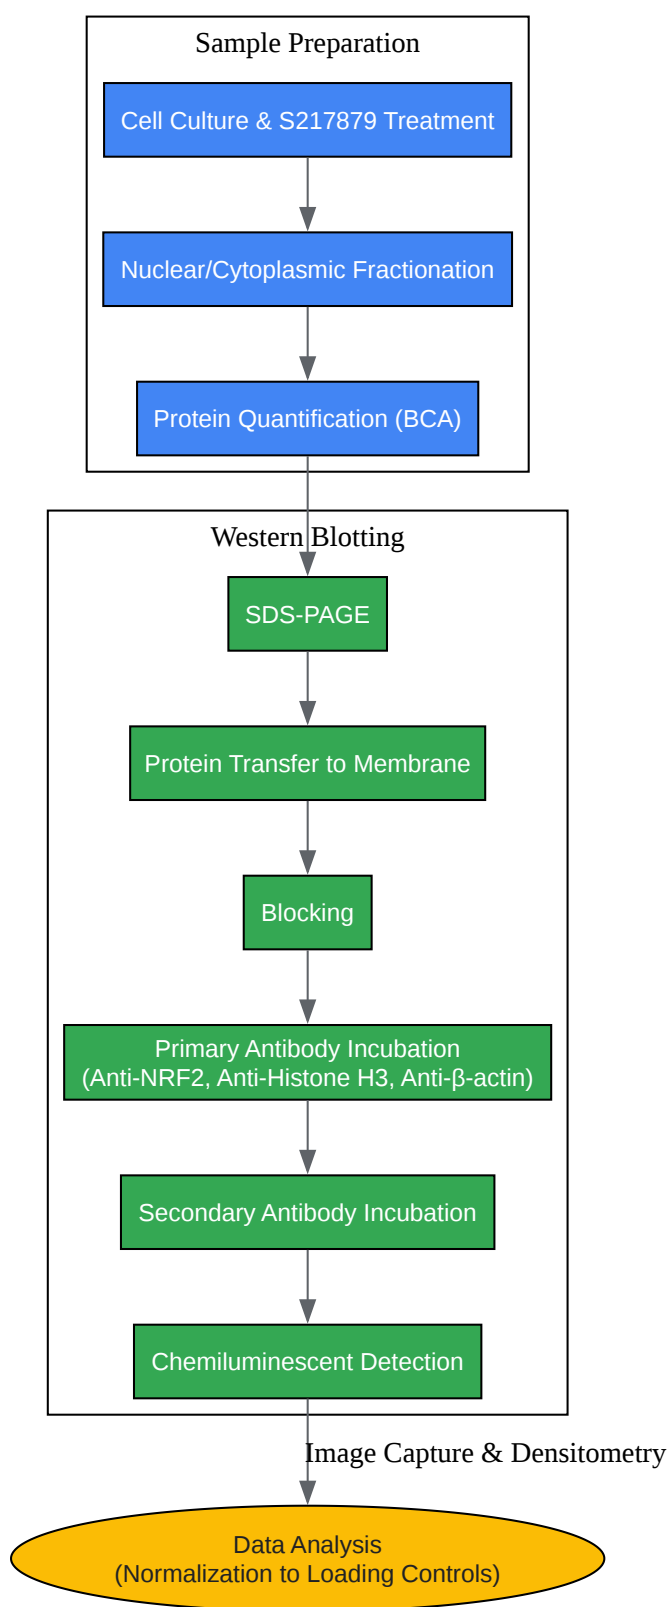 Sample Preparation
Cell Culture & S217879 Treatment
Nuclear/Cytoplasmic Fractionation
Protein Quantification (BCA)
Western Blotting
SDS-PAGE
Protein Transfer to Membrane
Blocking
Primary Antibody Incubation
(Anti-NRF2, Anti-Histone H3, Anti-β-actin)
Secondary Antibody Incubation
Chemiluminescent Detection
Image Capture & Densitometry
Data Analysis
(Normalization to Loading Controls)